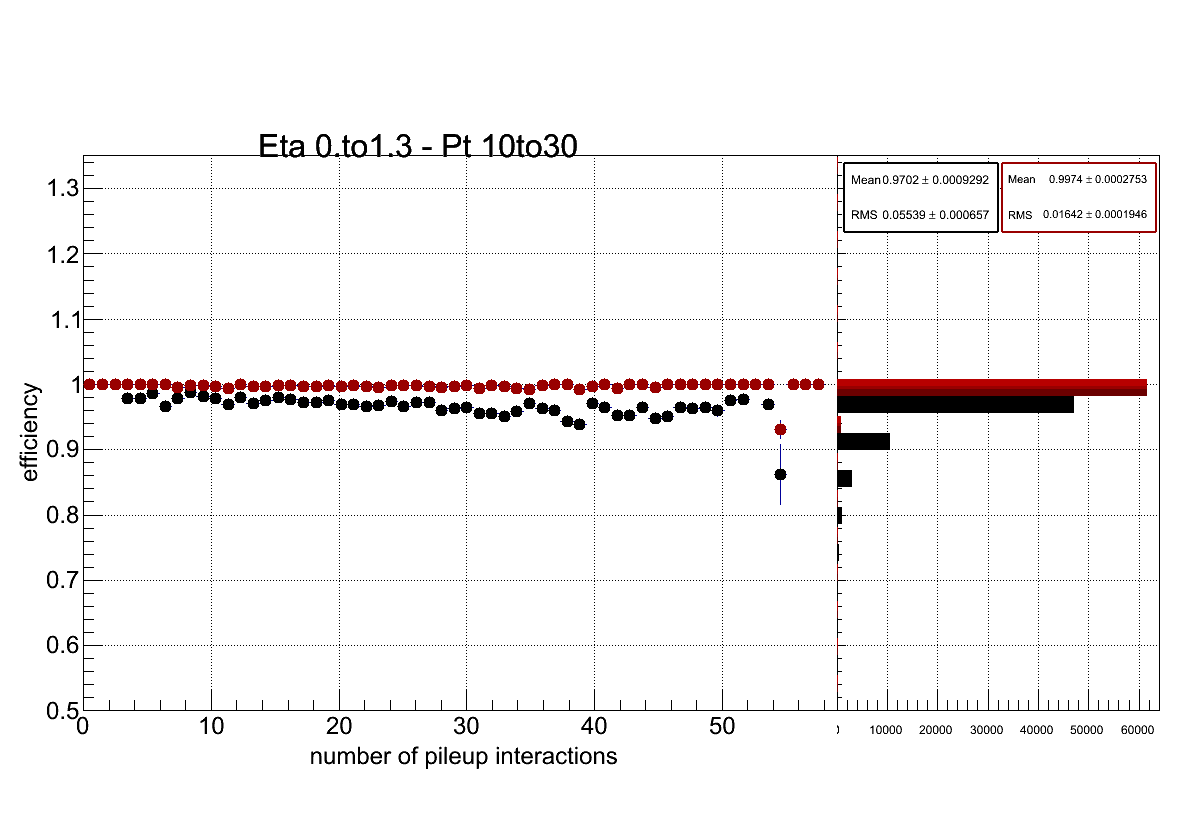 Eta 0.to1.3 - Pt 10to30
Mean 0.9702 ± 0.0009292
RMS 0.05539 ± 0.000657
Mean 0.9974 ± 0.0002753
RMS 0.01642 ± 0.0001946
efficiency
1.3
1.2
1.1
1
0.9
0.8
0.7
0.6
0.5
0 10 20 30 40 50
number of pileup interactions
10000 20000 30000 40000 50000 60000